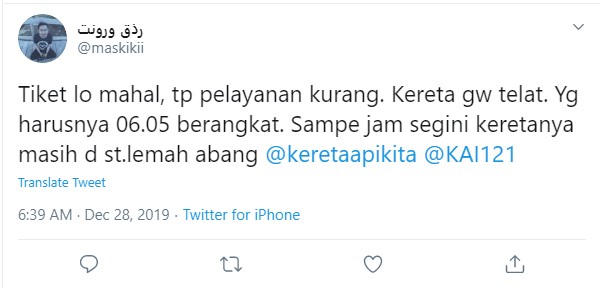 رذق ورونت
@maskikii
Tiket lo mahal, tp pelayanan kurang. Kereta gw telat. Yg
harusnya 06.05 berangkat. Sampe jam segini keretanya
masih d st.lemah abang @keretaapikita @KAI121
Translate Tweet
6:39 AM · Dec 28, 2019 · Twitter for iPhone